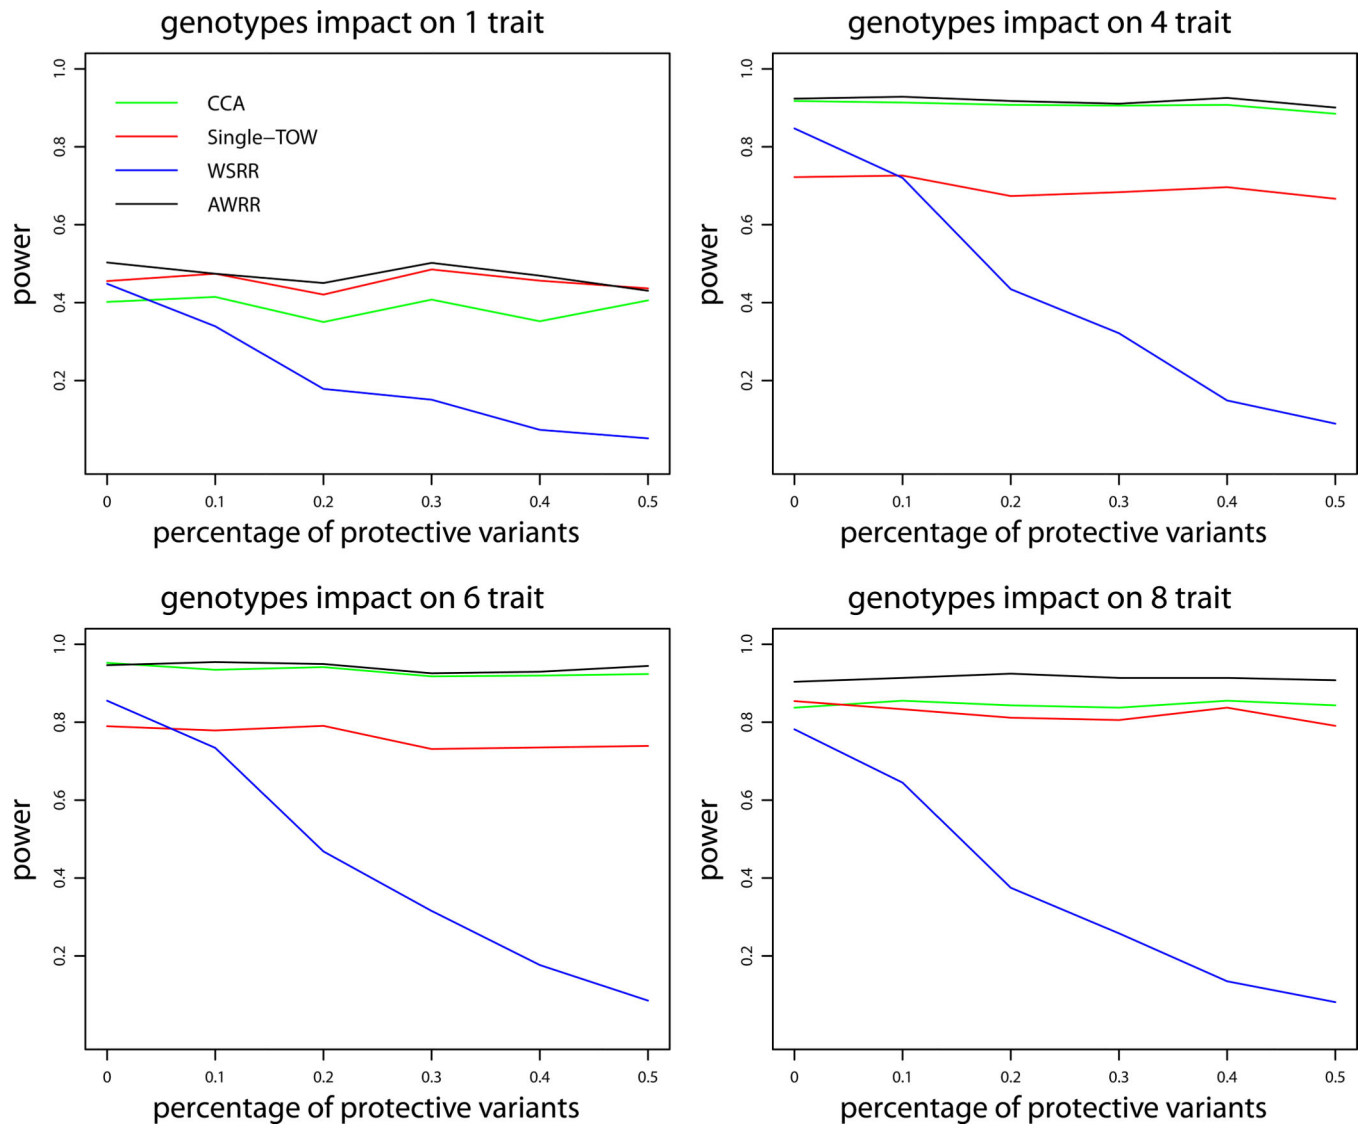 genotypes impact on 1 trait
1.0
0.8
0.6
0.4
0.2
power
CCA
Single−TOW
WSRR
AWRR
0 0.1 0.2 0.3 0.4 0.5
percentage of protective variants
genotypes impact on 4 trait
1.0
0.8
0.6
0.4
0.2
power
0 0.1 0.2 0.3 0.4 0.5
percentage of protective variants
genotypes impact on 6 trait
1.0
0.8
0.6
0.4
0.2
power
0 0.1 0.2 0.3 0.4 0.5
percentage of protective variants
genotypes impact on 8 trait
1.0
0.8
0.6
0.4
0.2
power
0 0.1 0.2 0.3 0.4 0.5
percentage of protective variants